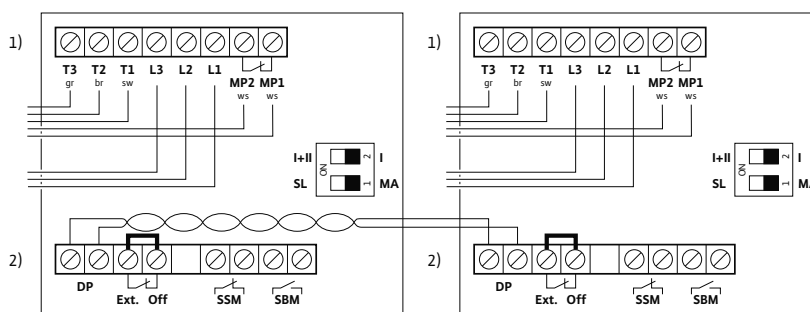 1)
T3 T2 T1 L3 L2 L1
MP2 MP1
gr br sw
ws ws
I+II ON 2 I
SL 1 MA
2)
DP
Ext. Off SSM SBM
1)
T3 T2 T1 L3 L2 L1
MP2 MP1
gr br sw
ws ws
I+II ON 2 I
SL 1 MA
2)
DP
Ext. Off SSM SBM